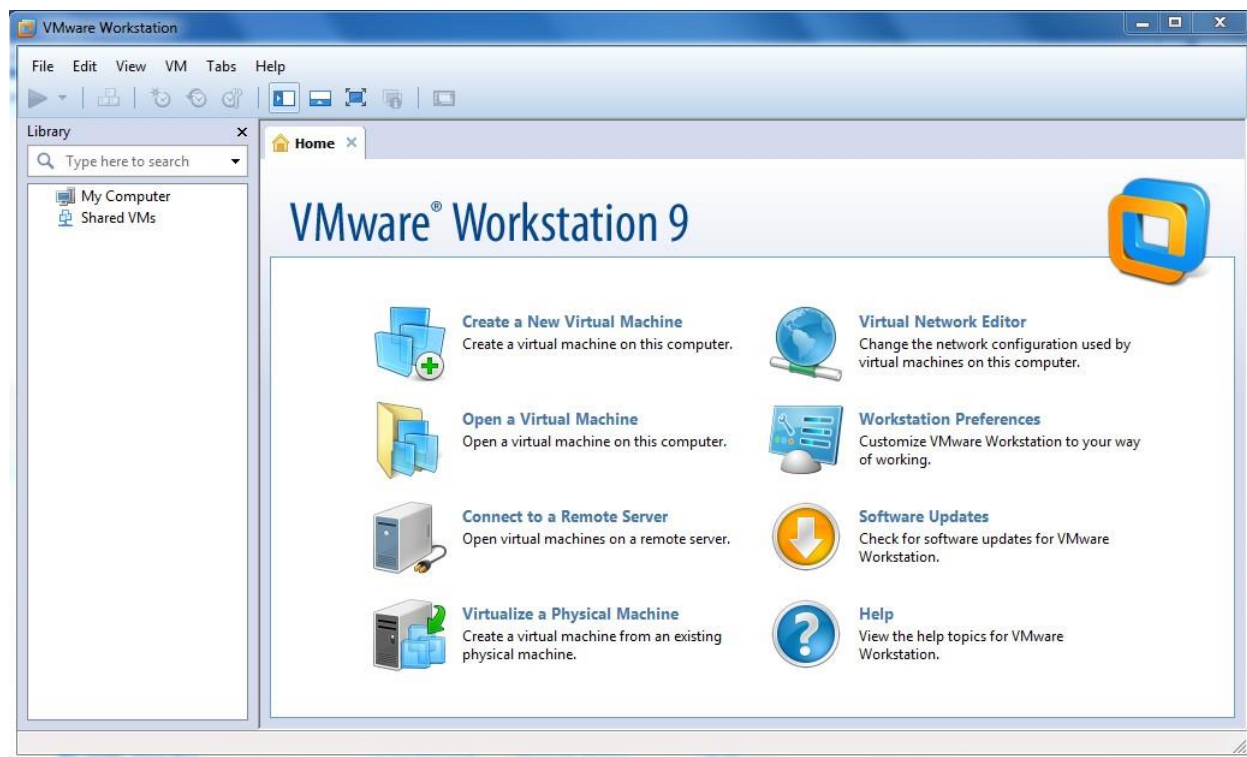 VMware Workstation
File Edit View VM Tabs Help
Library
Type here to search
My Computer
Shared VMs
Home
VMware® Workstation 9
Create a New Virtual Machine
Create a virtual machine on this computer.
Open a Virtual Machine
Open a virtual machine on this computer.
Connect to a Remote Server
Open virtual machines on a remote server.
Virtualize a Physical Machine
Create a virtual machine from an existing
physical machine.
Virtual Network Editor
Change the network configuration used by
virtual machines on this computer.
Workstation Preferences
Customize VMware Workstation to your way
of working.
Software Updates
Check for software updates for VMware
Workstation.
Help
View the help topics for VMware
Workstation.